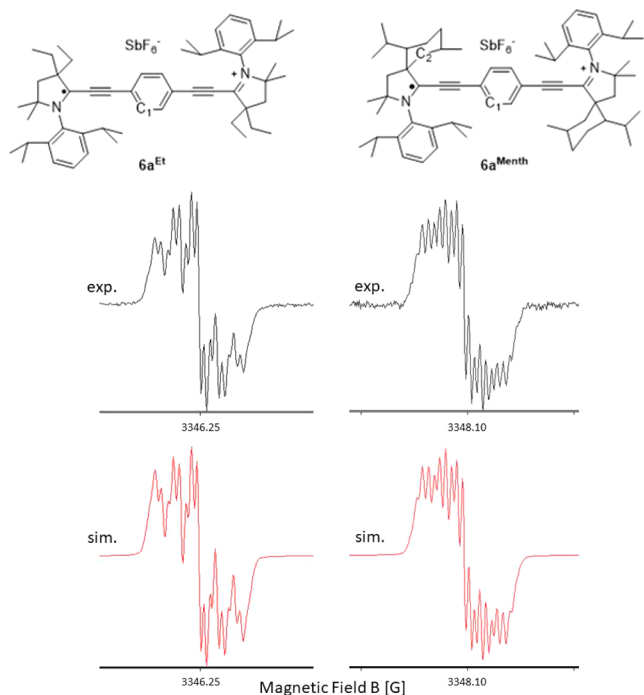 SbF6-
SbF6-
C2
N+
N+
C1
C1
N
N
6aEt
6aMenth
exp.
exp.
3346.25
3348.10
sim.
sim.
3346.25
3348.10
Magnetic Field B [G]